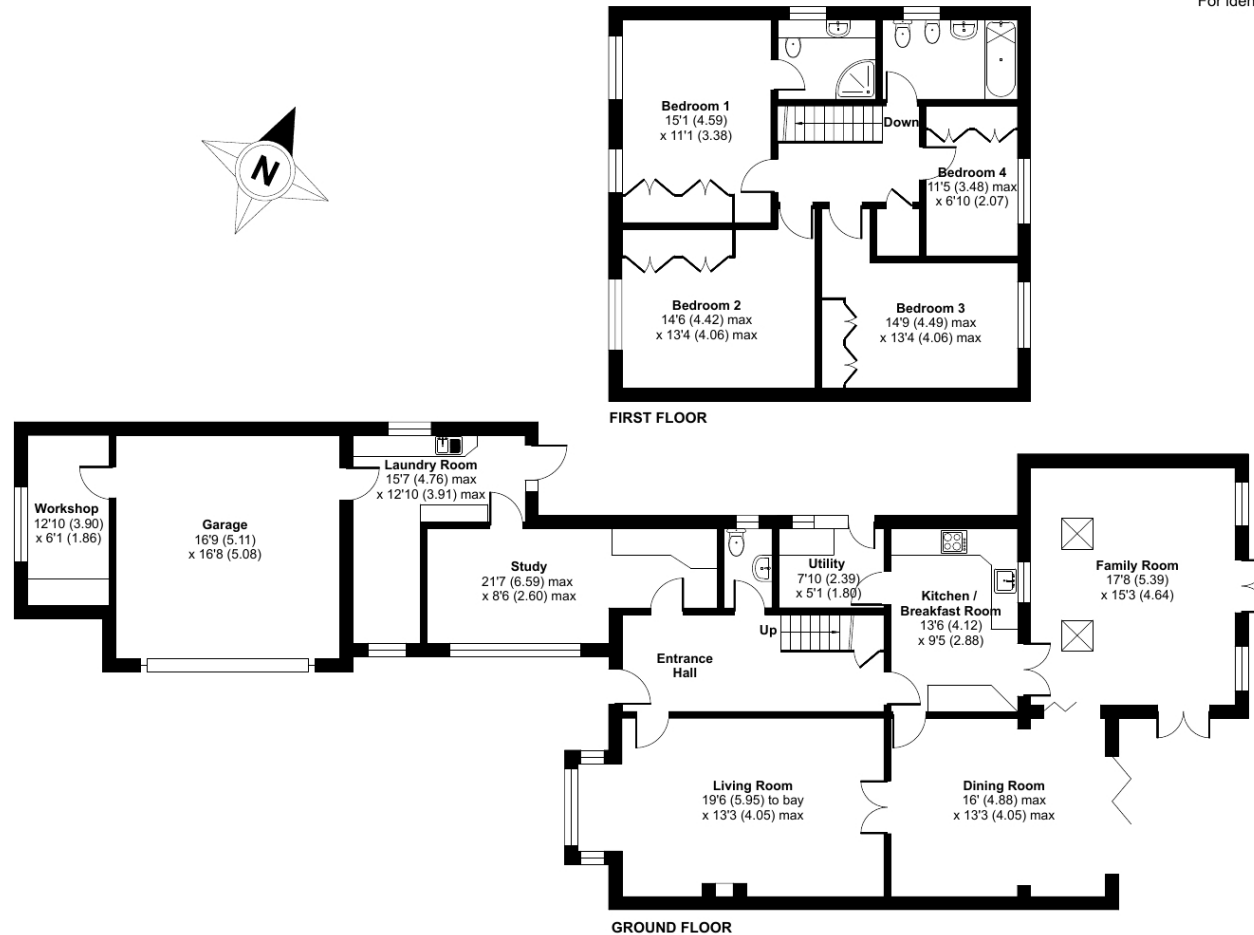 For iden
Bedroom 1
15'1 (4.59)
x 11'1 (3.38)
Down
Bedroom 4
11'5 (3.48) max
x 6'10 (2.07)
N
Bedroom 2
14'6 (4.42) max
x 13'4 (4.06) max
Bedroom 3
14'9 (4.49) max
x 13'4 (4.06) max
FIRST FLOOR
Laundry Room
15'7 (4.76) max
x 12'10 (3.91) max
Workshop
12'10 (3.90)
x 6'1 (1.86)
Garage
16'9 (5.11)
x 16'8 (5.08)
Study
21'7 (6.59) max
x 8'6 (2.60) max
Utility
7'10 (2.39)
x 5'1 (1.80)
Kitchen /
Breakfast Room
13'6 (4.12)
x 9'5 (2.88)
Family Room
17'8 (5.39)
x 15'3 (4.64)
Up
Entrance
Hall
Living Room
19'6 (5.95) to bay
x 13'3 (4.05) max
Dining Room
16' (4.88) max
x 13'3 (4.05) max
GROUND FLOOR